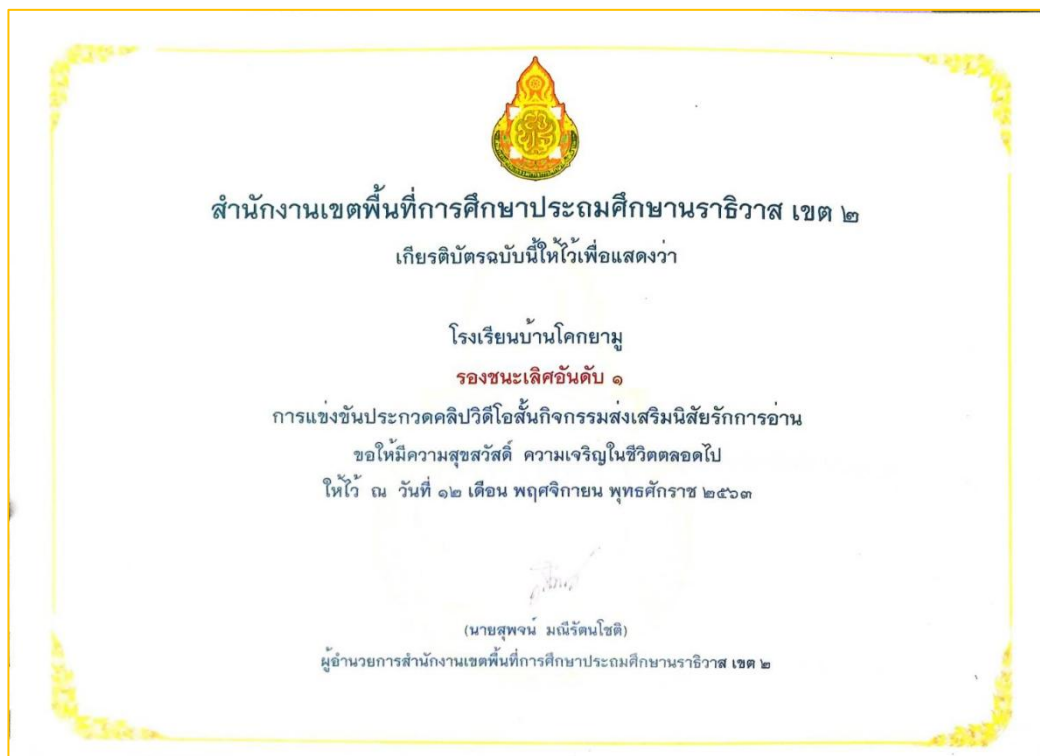 สำนักงานเขตพื้นที่การศึกษาประถมศึกษานราธิวาส เขต ๒
เกียรติบัตรฉบับนี้ให้ไว้เพื่อแสดงว่า
โรงเรียนบ้านโคกยามู
รองชนะเลิศอันดับ ๑
การแข่งขันประกวดคลิปวิดีโอสั้นกิจกรรมส่งเสริมนิสัยรักการอ่าน
ขอให้มีความสุขสวัสดิ์ ความเจริญในชีวิตตลอดไป
ให้ไว้ ณ วันที่ ๑๒ เดือน พฤศจิกายน พุทธศักราช ๒๕๖๓
(นายสุพจน์ มณีรัตนโชติ)
ผู้อำนวยการสำนักงานเขตพื้นที่การศึกษาประถมศึกษานราธิวาส เขต ๒